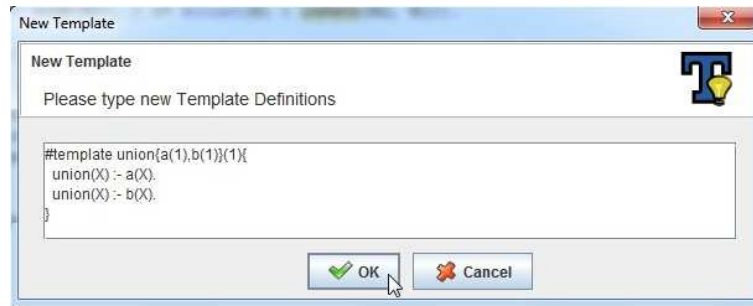 New Template
New Template
Please type new Template Definitions
#template union{a(1),b(1)}(1){
union(X) :- a(X).
union(X) :- b(X).
}
OK
Cancel